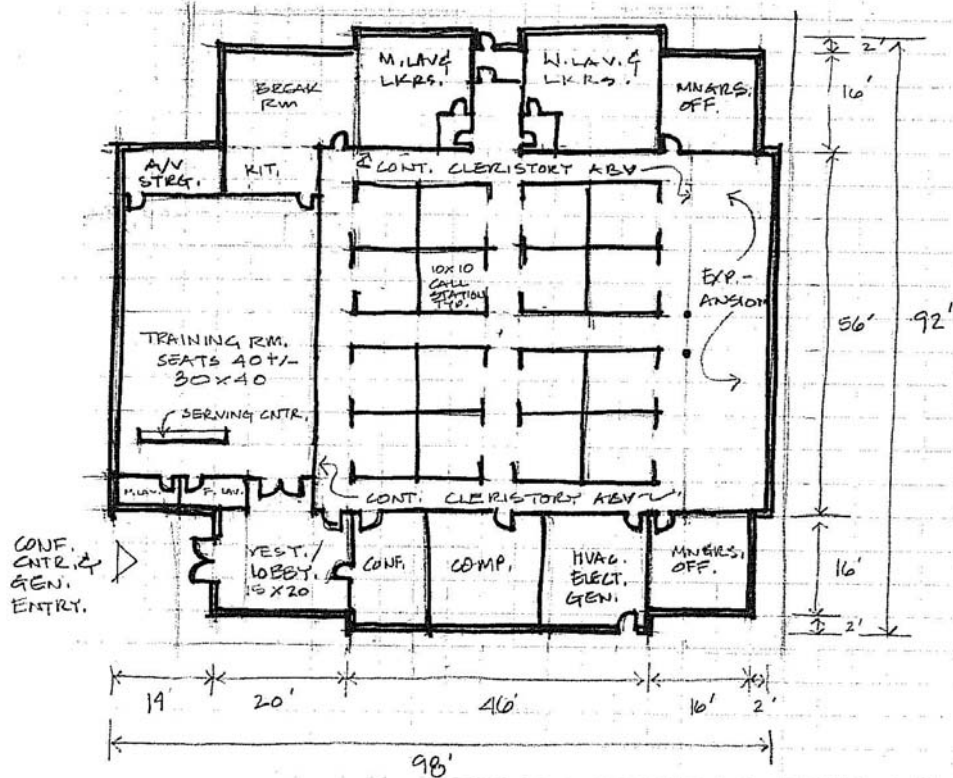 M. LAV. &
LKRS.
W. LAV. &
LKRS.
BREAK
RM
MNGRS.
OFF.
2'
16'
A/V
STRG.
KIT.
CONT. CLERISTORY ABV
10x10
CALL
STATION
TYP.
EXP.-
ANSION
56'
92'
TRAINING RM.
SEATS 40+/-
30x40
SERVING CNTR.
CONT. CLERISTORY ABV
M. LAV.
F. LAV.
CONF.
CNTR. &
GEN.
ENTRY.
VEST./
LOBBY.
15x20
CONF.
COMP.
HVAC.
ELECT.
GEN.
MNGRS.
OFF.
16'
2'
20'
46'
16'
2'
98'